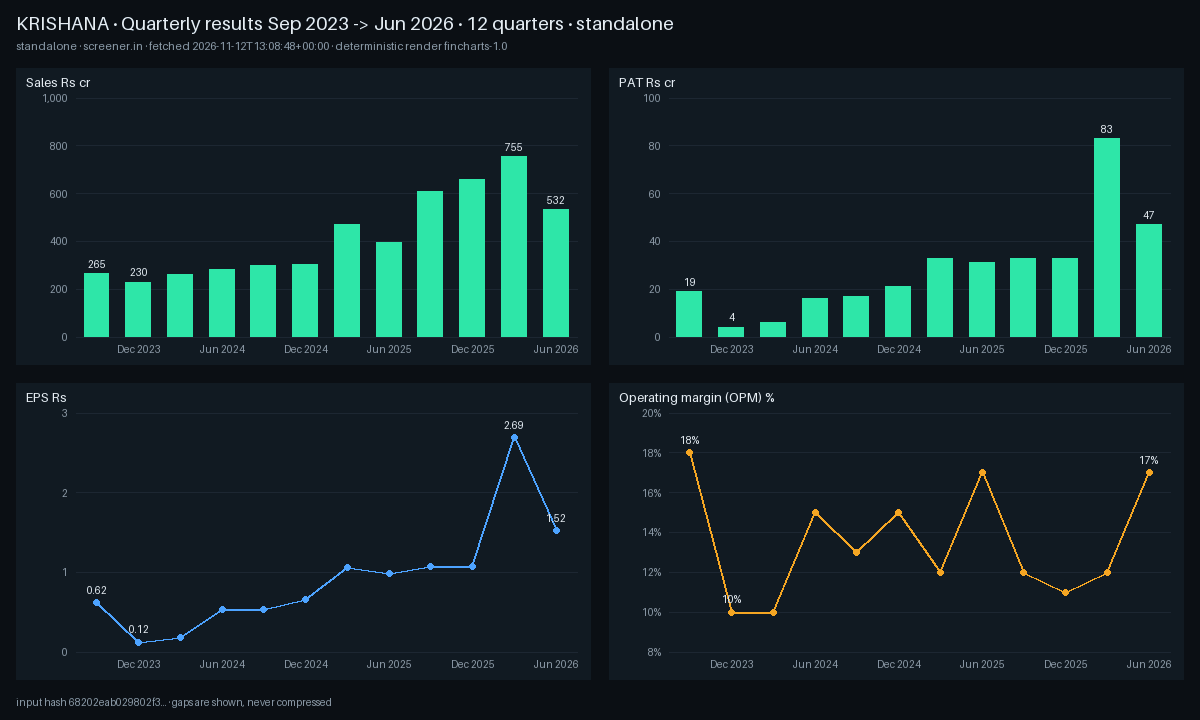 KRISHANA · Quarterly results Sep 2023 -> Jun 2026 · 12 quarters · standalone
standalone · screener.in · fetched 2026-11-12T13:08:48+00:00 · deterministic render fincharts-1.0
Sales Rs cr
1,000
800
600
400
200
0
265
230
755
532
Dec 2023
Jun 2024
Dec 2024
Jun 2025
Dec 2025
Jun 2026
PAT Rs cr
100
80
60
40
20
0
19
4
83
47
Dec 2023
Jun 2024
Dec 2024
Jun 2025
Dec 2025
Jun 2026
EPS Rs
3
2
1
0
0.62
0.12
2.69
1.52
Dec 2023
Jun 2024
Dec 2024
Jun 2025
Dec 2025
Jun 2026
Operating margin (OPM) %
20%
18%
16%
14%
12%
10%
8%
18%
10%
17%
Dec 2023
Jun 2024
Dec 2024
Jun 2025
Dec 2025
Jun 2026
input hash 68202eab029802f3... · gaps are shown, never compressed